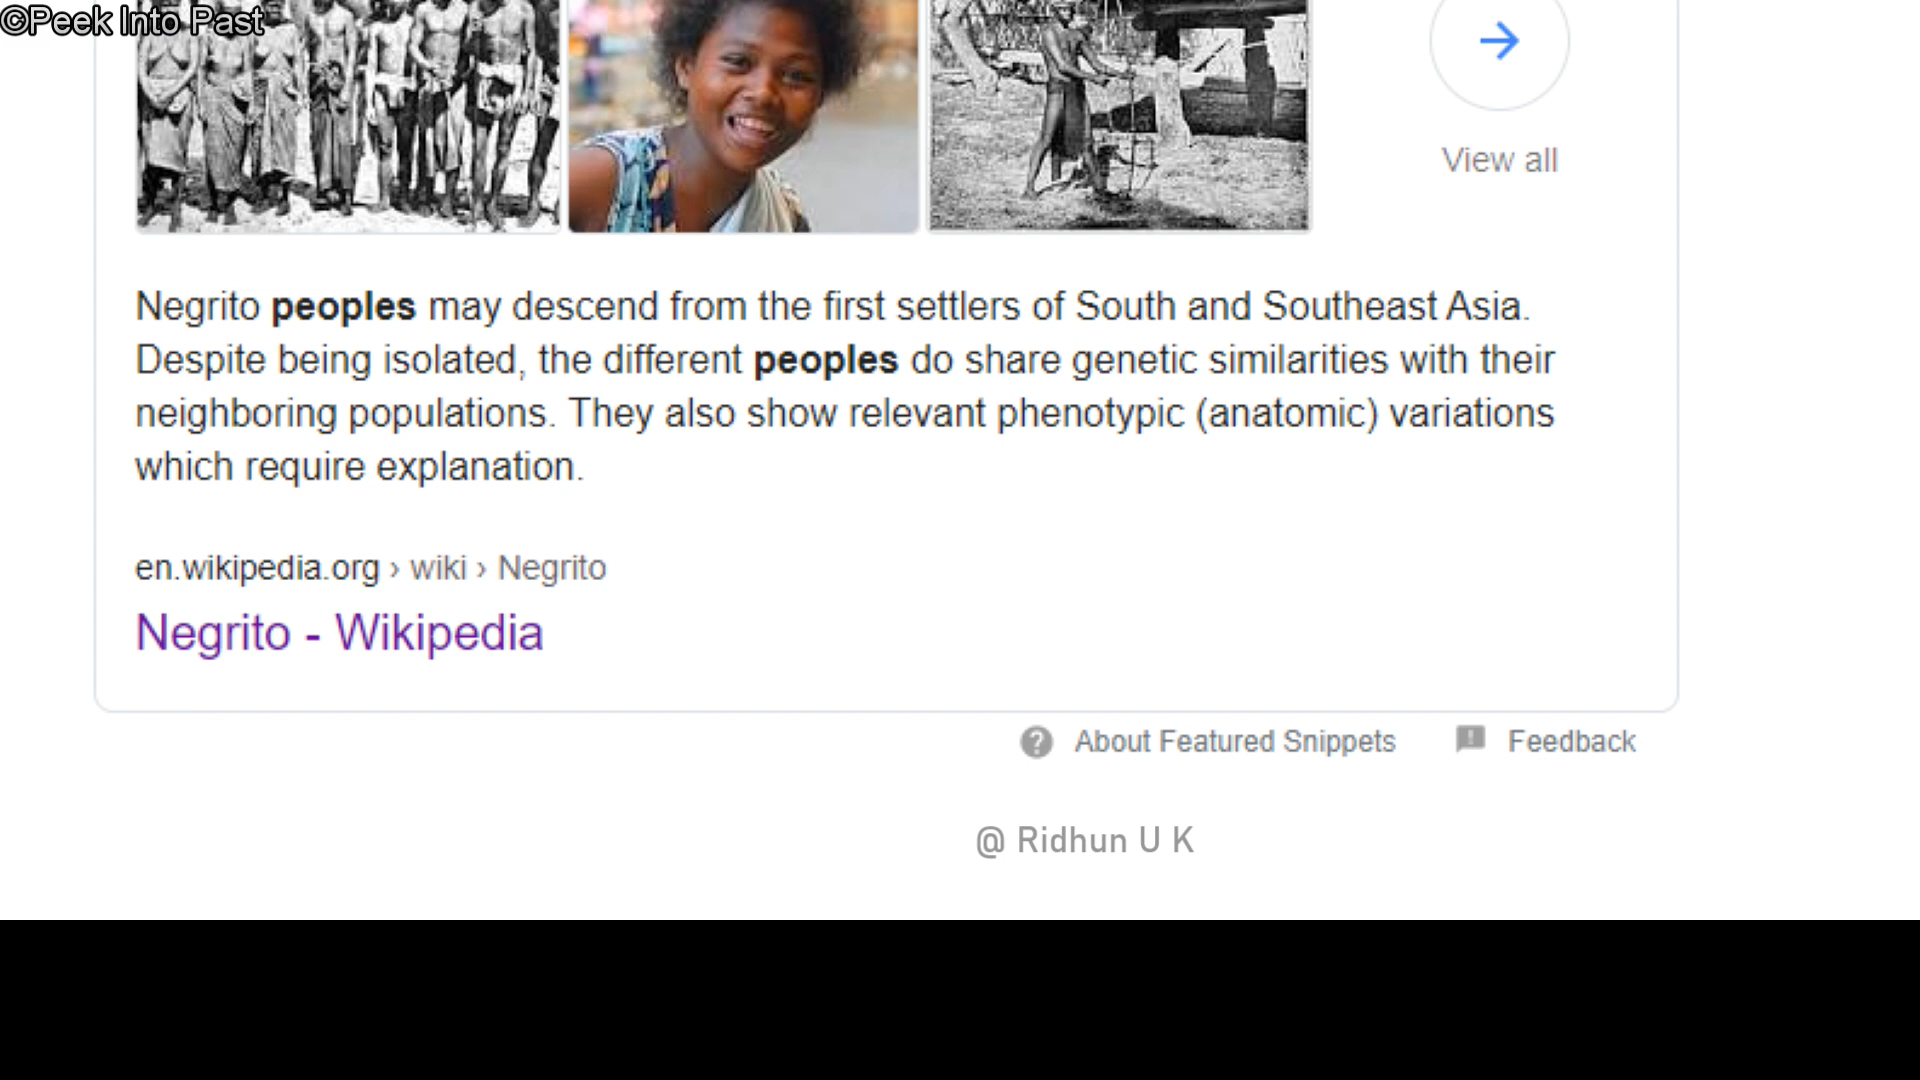 ©Peek Into Past
View all
Negrito peoples may descend from the first settlers of South and Southeast Asia.
Despite being isolated, the different peoples do share genetic similarities with their
neighboring populations. They also show relevant phenotypic (anatomic) variations
which require explanation.
en.wikipedia.org › wiki › Negrito
Negrito - Wikipedia
About Featured Snippets
Feedback
@ Ridhun U K